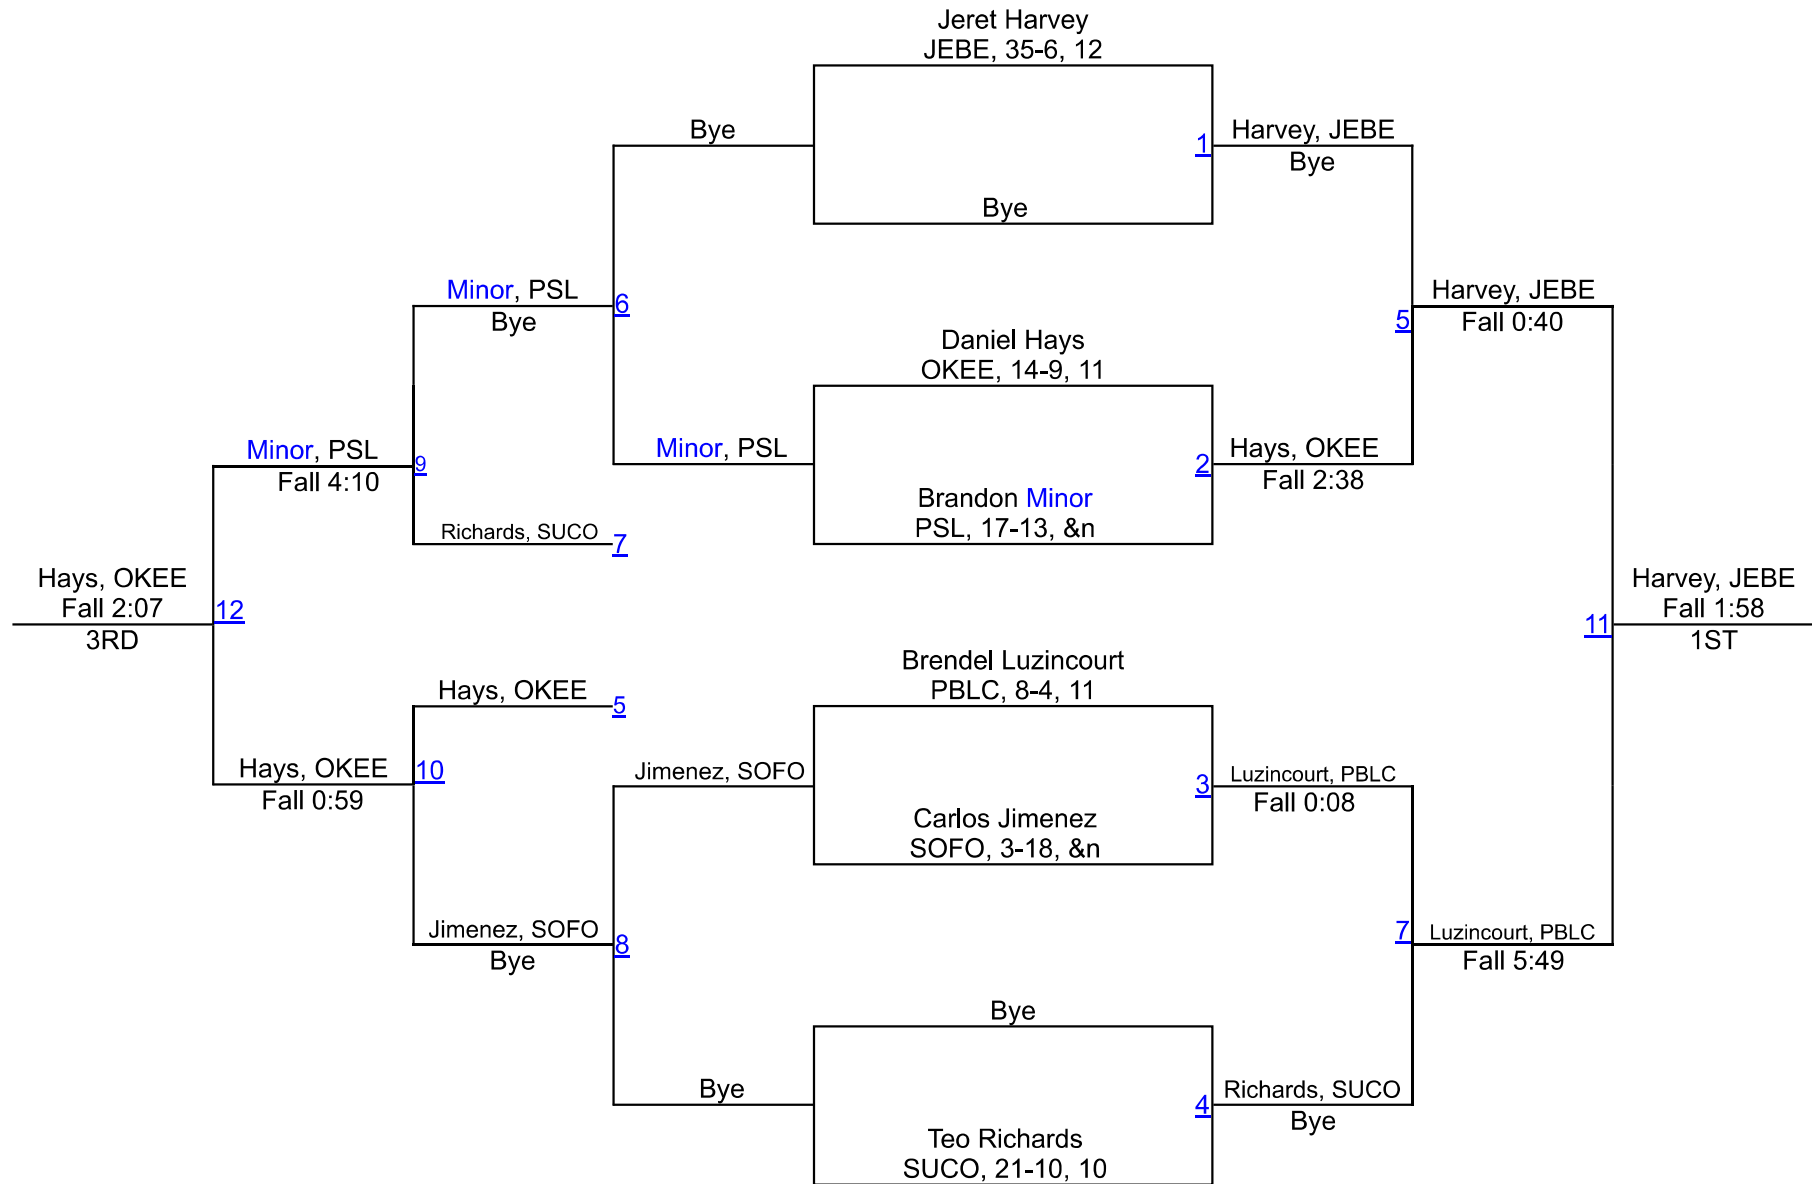 Jeret Harvey
JEBE, 35-6, 12
Bye
1
Harvey, JEBE
Bye
Bye
Minor, PSL
Bye
6
Harvey, JEBE
Fall 0:40
5
Daniel Hays
OKEE, 14-9, 11
Minor, PSL
Fall 4:10
9
Minor, PSL
2
Hays, OKEE
Fall 2:38
Brandon Minor
PSL, 17-13, &n
Richards, SUCO
7
Hays, OKEE
Fall 2:07
3RD
12
Harvey, JEBE
Fall 1:58
1ST
11
Brendel Luzincourt
PBLC, 8-4, 11
Hays, OKEE
5
Hays, OKEE
Fall 0:59
10
Jimenez, SOFO
3
Luzincourt, PBLC
Fall 0:08
Carlos Jimenez
SOFO, 3-18, &n
Jimenez, SOFO
Bye
8
7
Luzincourt, PBLC
Fall 5:49
Bye
Bye
4
Richards, SUCO
Bye
Teo Richards
SUCO, 21-10, 10